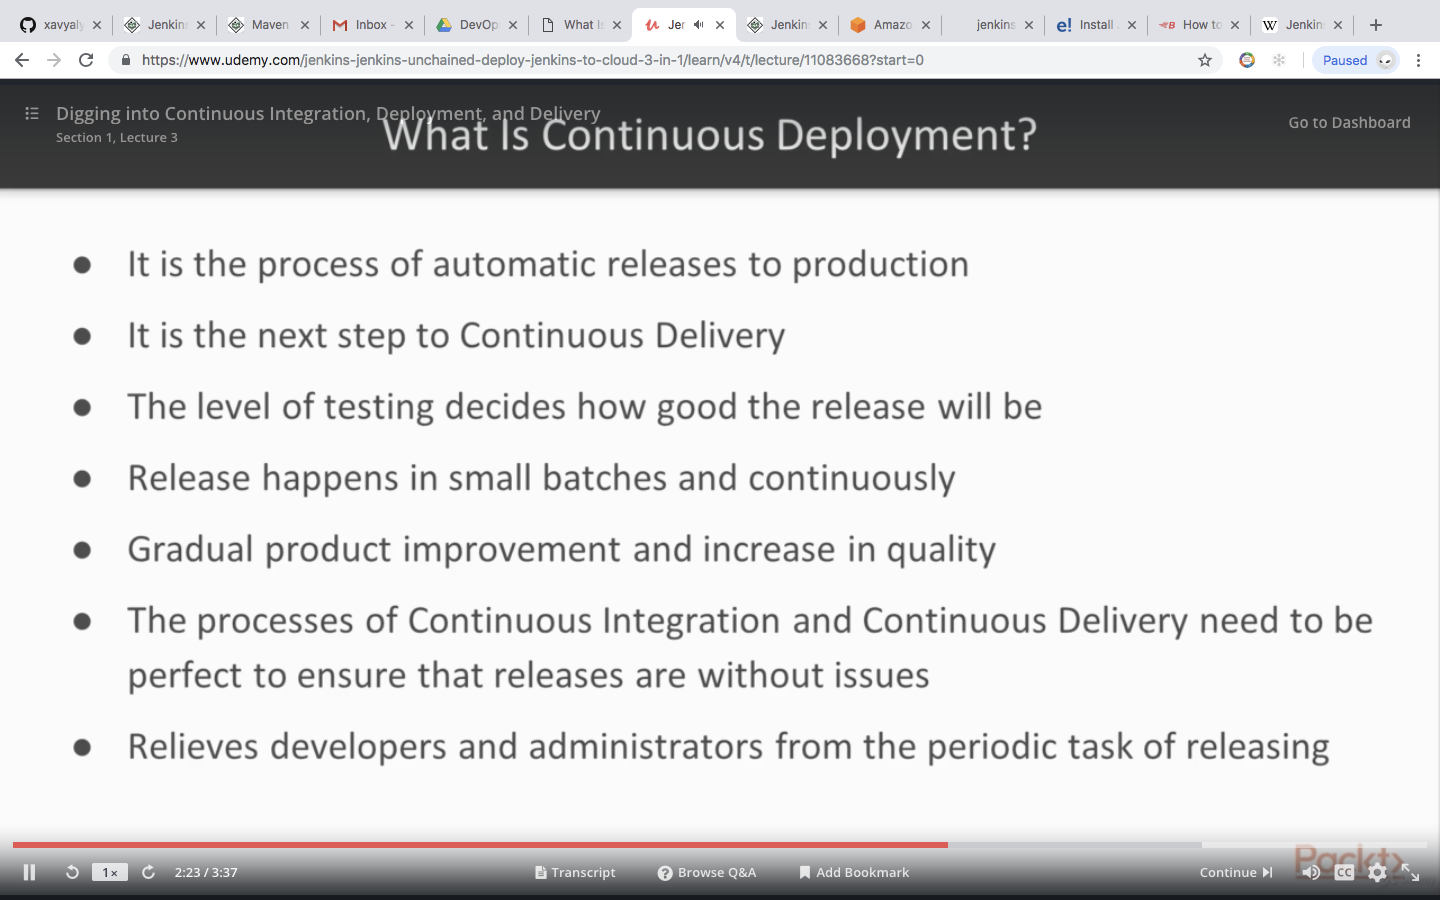 xavyaly
Jenkin
Maven
Inbox -
DevOp
What Is
Jer
Jenkin
Amazo
jenkins
Install
How to
Jenkin
https://www.udemy.com/jenkins-jenkins-unchained-deploy-jenkins-to-cloud-3-in-1/learn/v4/t/lecture/11083668?start=0
Paused
Digging into Continuous Integration, Deployment, and Delivery
Section 1, Lecture 3
What Is Continuous Deployment?
Go to Dashboard
● It is the process of automatic releases to production
● It is the next step to Continuous Delivery
● The level of testing decides how good the release will be
● Release happens in small batches and continuously
● Gradual product improvement and increase in quality
● The processes of Continuous Integration and Continuous Delivery need to be
perfect to ensure that releases are without issues
● Relieves developers and administrators from the periodic task of releasing
Packt
1×
2:23 / 3:37
Transcript
Browse Q&A
Add Bookmark
Continue
CC